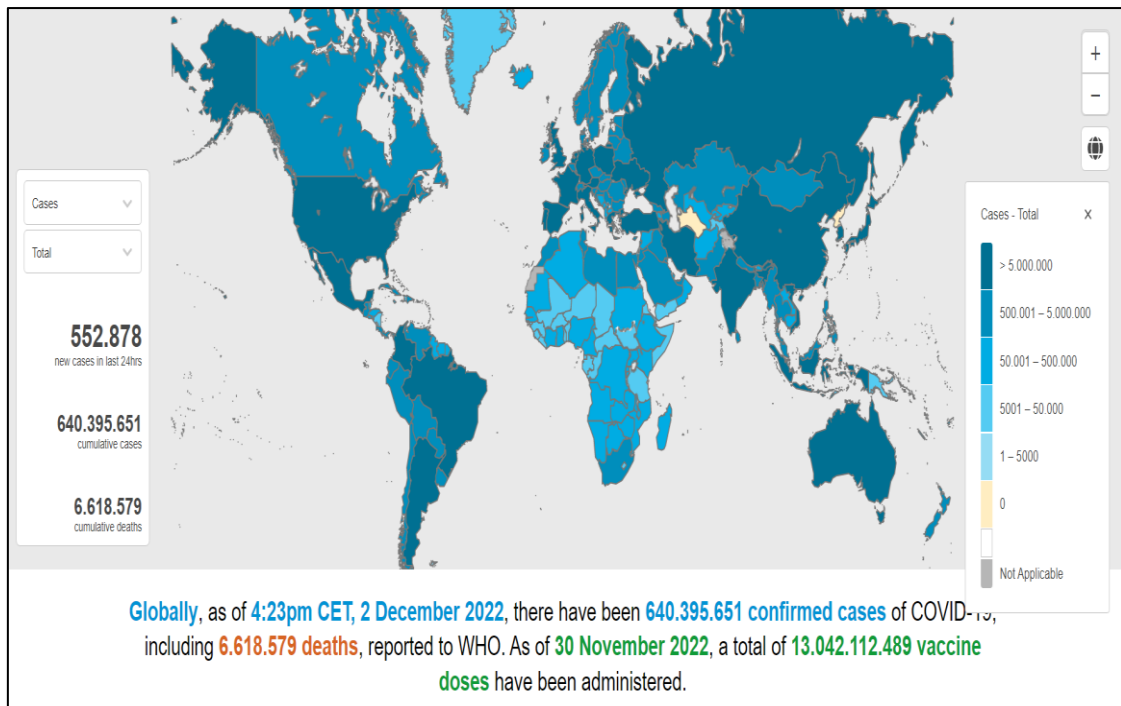 +
−
Cases
Total
552.878
new cases in last 24hrs
640.395.651
cumulative cases
6.618.579
cumulative deaths
Cases - Total X
> 5.000.000
500.001 – 5.000.000
50.001 – 500.000
5001 – 50.000
1 – 5000
0
Not Applicable
Globally, as of 4:23pm CET, 2 December 2022, there have been 640.395.651 confirmed cases of COVID-19,
including 6.618.579 deaths, reported to WHO. As of 30 November 2022, a total of 13.042.112.489 vaccine
doses have been administered.